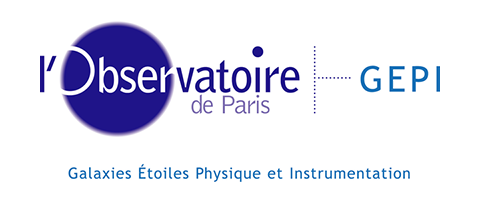 l'Observatoire GEPI
de Paris
Galaxies Étoiles Physique et Instrumentation